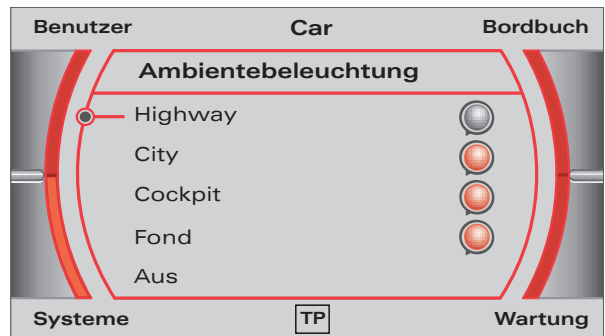 Benutzer Car Bordbuch
Ambientebeleuchtung
Highway
City
Cockpit
Fond
Aus
Systeme TP Wartung